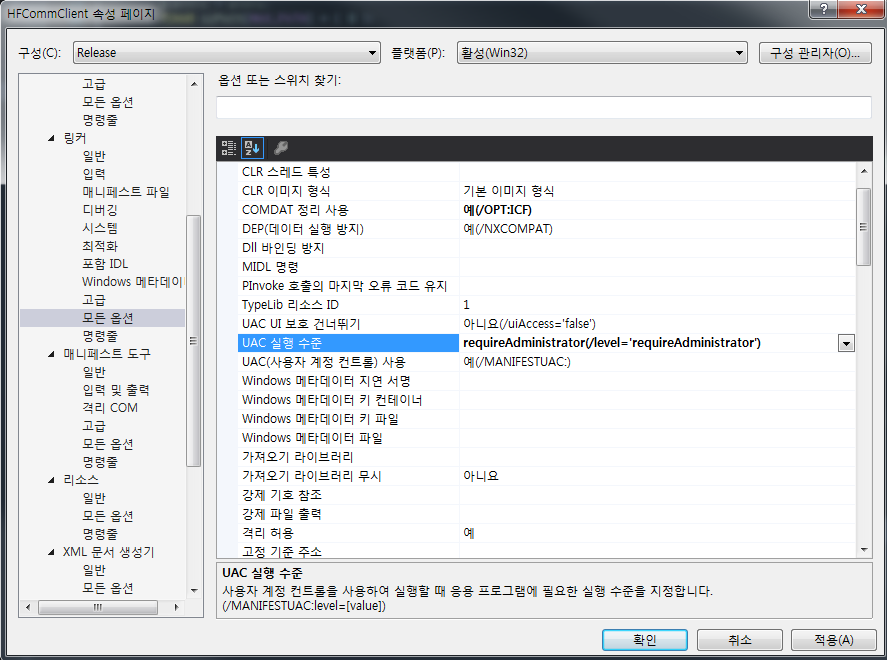 HFCommClient 속성 페이지
구성(C): Release 플랫폼(P): 활성(Win32) 구성 관리자(O)...
고급
모든 옵션
명령줄
링커
일반
입력
매니페스트 파일
디버깅
시스템
최적화
포함 IDL
Windows 메타데이
고급
모든 옵션
명령줄
매니페스트 도구
일반
입력 및 출력
격리 COM
고급
모든 옵션
명령줄
리소스
일반
모든 옵션
명령줄
XML 문서 생성기
일반
모든 옵션
옵션 또는 스위치 찾기:
CLR 스레드 특성
CLR 이미지 형식 기본 이미지 형식
COMDAT 정리 사용 예(/OPT:ICF)
DEP(데이터 실행 방지) 예(/NXCOMPAT)
Dll 바인딩 방지
MIDL 명령
PInvoke 호출의 마지막 오류 코드 유지
TypeLib 리소스 ID 1
UAC UI 보호 건너뛰기 아니요(/uiAccess='false')
UAC 실행 수준 requireAdministrator(/level='requireAdministrator')
UAC(사용자 계정 컨트롤) 사용 예(/MANIFESTUAC:)
Windows 메타데이터 지연 서명
Windows 메타데이터 키 컨테이너
Windows 메타데이터 키 파일
Windows 메타데이터 파일
가져오기 라이브러리
가져오기 라이브러리 무시 아니요
강제 기호 참조
강제 파일 출력
격리 허용 예
고정 기준 주소
UAC 실행 수준
사용자 계정 컨트롤을 사용하여 실행할 때 응용 프로그램에 필요한 실행 수준을 지정합니다.
(/MANIFESTUAC:level=[value])
확인 취소 적용(A)